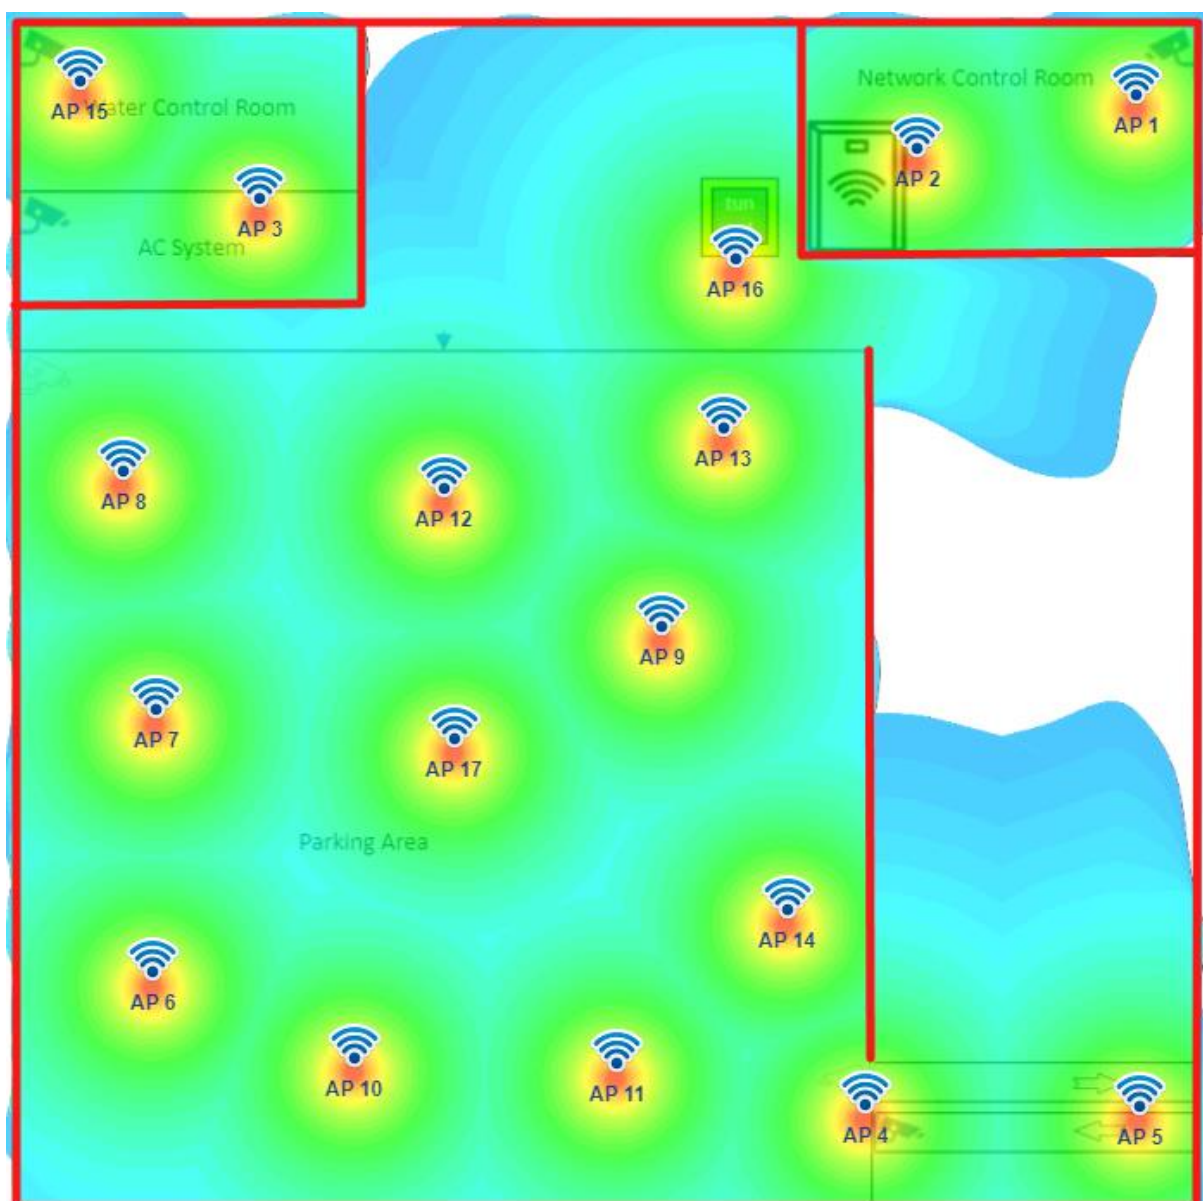 Network Control Room
AP 1
AP 15
Water Control Room
AP 2
tun
AP 3
AC System
AP 16
AP 13
AP 8
AP 12
AP 9
AP 7
AP 17
Parking Area
AP 14
AP 6
AP 10
AP 11
AP 4
AP 5